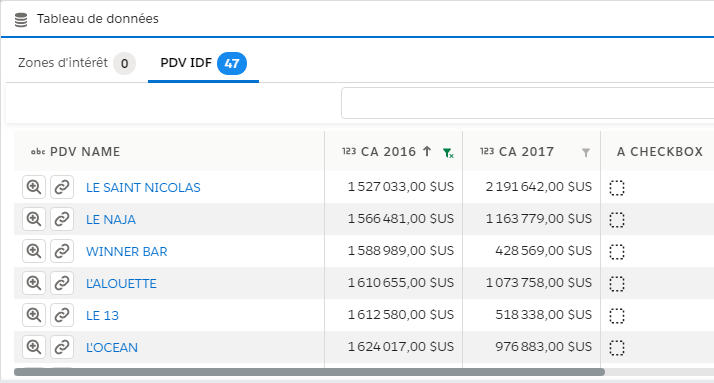 Tableau de données
Zones d'intérêt 0 PDV IDF 47
abc PDV NAME 123 CA 2016 ↑ 123 CA 2017 A CHECKBOX
LE SAINT NICOLAS 1 527 033,00 $US 2 191 642,00 $US
LE NAJA 1 566 481,00 $US 1 163 779,00 $US
WINNER BAR 1 588 989,00 $US 428 569,00 $US
L'ALOUETTE 1 610 655,00 $US 1 073 758,00 $US
LE 13 1 612 580,00 $US 518 338,00 $US
L'OCEAN 1 624 017,00 $US 976 883,00 $US